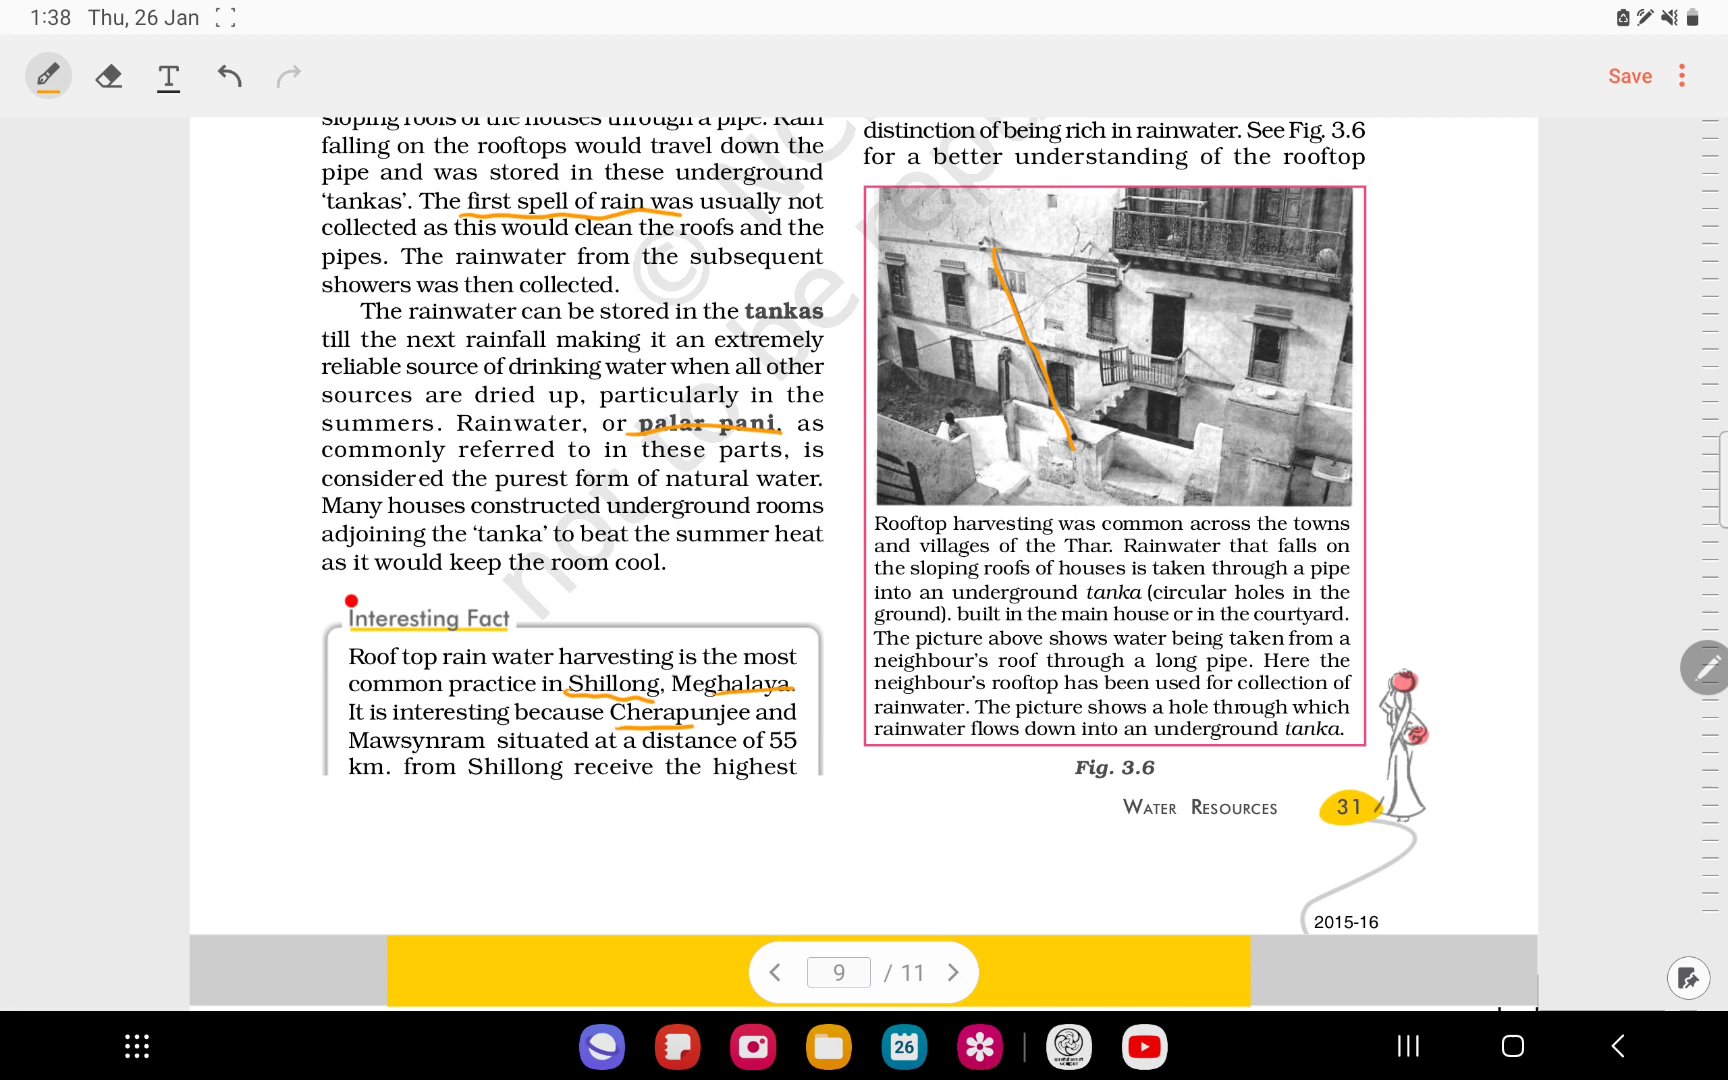 1:38 Thu, 26 Jan
Save
sloping roofs of the houses through a pipe. Rain
falling on the rooftops would travel down the
pipe and was stored in these underground
‘tankas’. The first spell of rain was usually not
collected as this would clean the roofs and the
pipes. The rainwater from the subsequent
showers was then collected.
The rainwater can be stored in the tankas
till the next rainfall making it an extremely
reliable source of drinking water when all other
sources are dried up, particularly in the
summers. Rainwater, or palar pani, as
commonly referred to in these parts, is
considered the purest form of natural water.
Many houses constructed underground rooms
adjoining the ‘tanka’ to beat the summer heat
as it would keep the room cool.
Interesting Fact
Roof top rain water harvesting is the most
common practice in Shillong, Meghalaya.
It is interesting because Cherapunjee and
Mawsynram situated at a distance of 55
km. from Shillong receive the highest
distinction of being rich in rainwater. See Fig. 3.6
for a better understanding of the rooftop
Rooftop harvesting was common across the towns
and villages of the Thar. Rainwater that falls on
the sloping roofs of houses is taken through a pipe
into an underground tanka (circular holes in the
ground). built in the main house or in the courtyard.
The picture above shows water being taken from a
neighbour’s roof through a long pipe. Here the
neighbour’s rooftop has been used for collection of
rainwater. The picture shows a hole through which
rainwater flows down into an underground tanka.
Fig. 3.6
WATER RESOURCES 31
2015-16
9 / 11
26